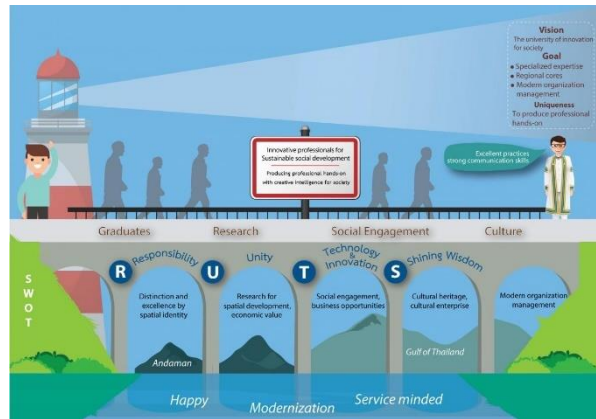 Vision
The university of innovation
for society
Goal
• Specialized expertise
• Regional cores
• Modern organization
management
Uniqueness
To produce professional
hands-on
Innovative professionals for
Sustainable social development
Producing professional hands-on
with creative intelligence for society
Excellent practices
strong communication skills
Graduates
Research
Social Engagement
Culture
SWOT
R Responsibility
U Unity
T Technology
&
Innovation
S Shining Wisdom
Distinction and
excellence by
spatial identity
Research for
spatial development,
economic value
Social engagement,
business opportunities
Cultural heritage,
cultural enterprise
Modern organization
management
Andaman
Gulf of Thailand
Happy
Modernization
Service minded